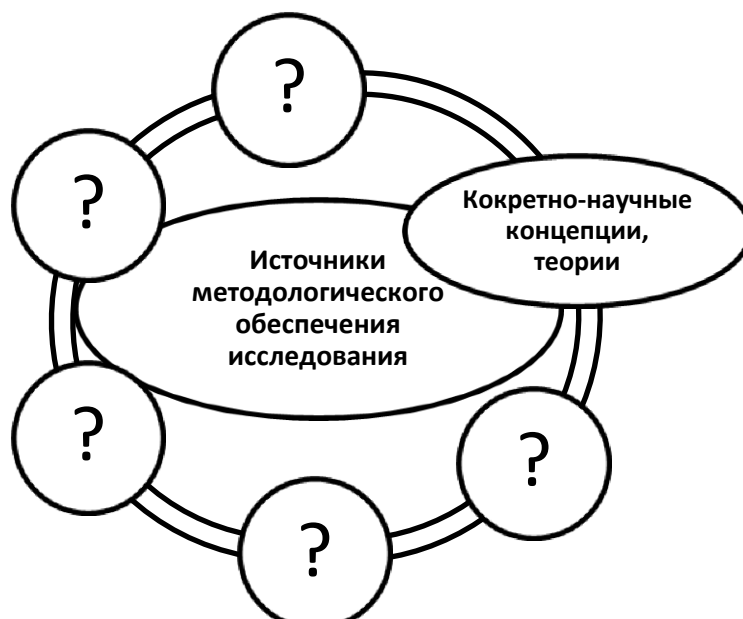 ?
?
Кокретно-научные
концепции,
теории
Источники
методологического
обеспечения
исследования
?
?
?